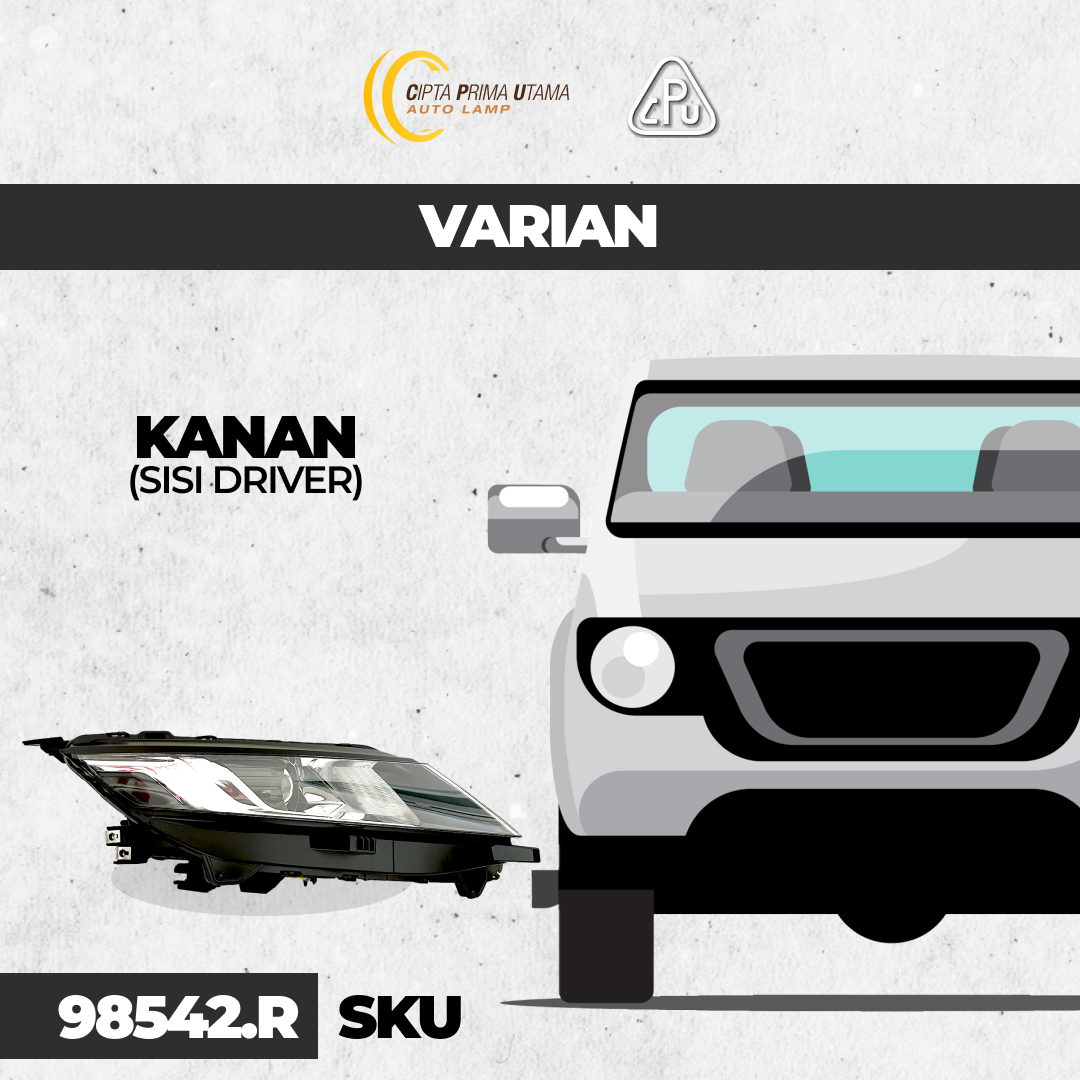 CIPTA PRIMA UTAMA
AUTO LAMP
CPU
VARIAN
KANAN
(SISI DRIVER)
98542.R SKU